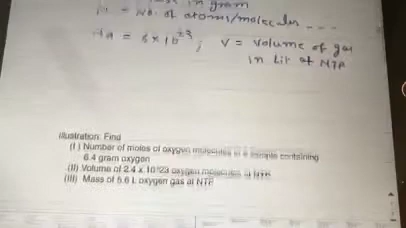 in gram
= No. of atoms/molecules ---
NA = 6 x 10^23, V = Volume of gas
in Lit at NTP
Illustration: Find
(I) Number of moles of oxygen molecules in a sample containing
6.4 gram oxygen
(II) Volume of 2.4 x 10^23 oxygen molecules at NTP
(III) Mass of 5.6 L oxygen gas at NTP